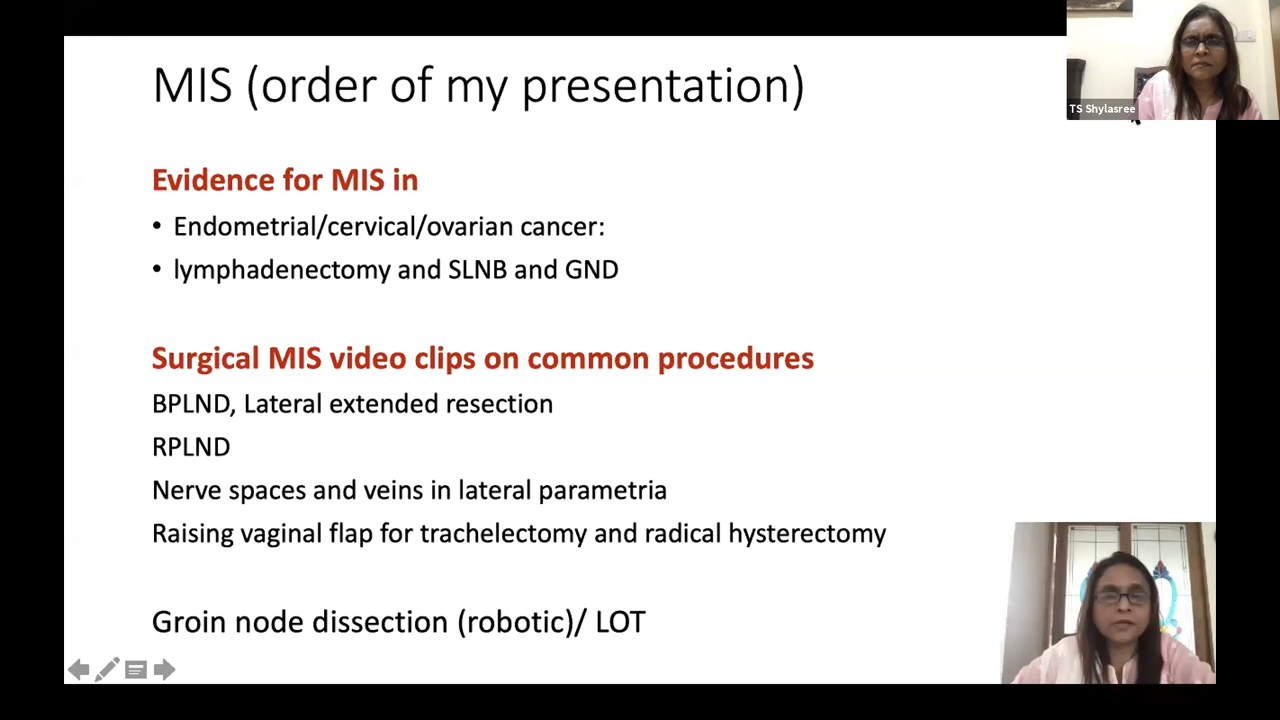 MIS (order of my presentation)
TS Shylasree
Evidence for MIS in
• Endometrial/cervical/ovarian cancer:
• lymphadenectomy and SLNB and GND
Surgical MIS video clips on common procedures
BPLND, Lateral extended resection
RPLND
Nerve spaces and veins in lateral parametria
Raising vaginal flap for trachelectomy and radical hysterectomy
Groin node dissection (robotic)/ LOT